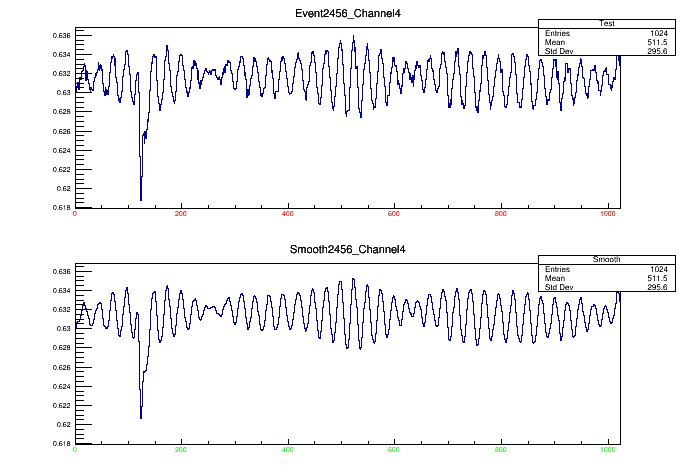 Event2456_Channel4
Test
Entries 1024
Mean 511.5
Std Dev 295.6
0.636
0.634
0.632
0.63
0.628
0.626
0.624
0.622
0.62
0.618
0 200 400 600 800 1000
Smooth2456_Channel4
Smooth
Entries 1024
Mean 511.5
Std Dev 295.6
0.636
0.634
0.632
0.63
0.628
0.626
0.624
0.622
0.62
0.618
0 200 400 600 800 1000